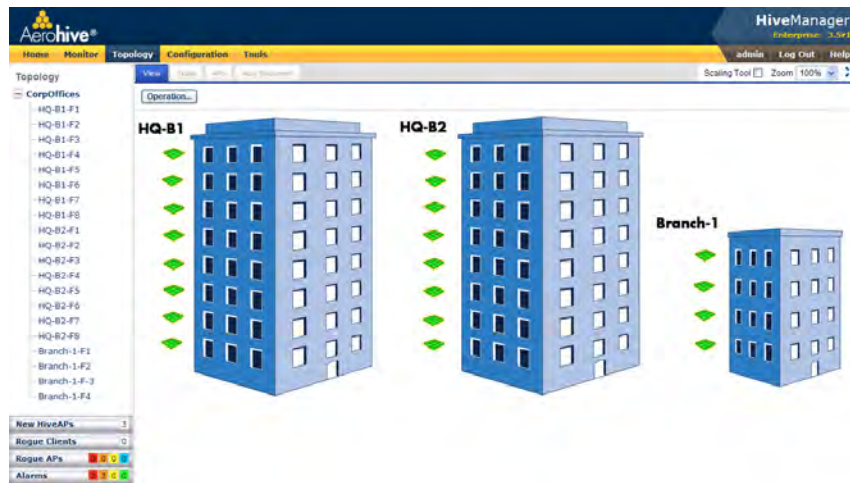 Aerohive®
HiveManager
Enterprise 3.5r1
Home Monitor Topology Configuration Tools
admin Log Out Help
Topology
View
Scaling Tool Zoom 100%
CorpOffices
Operation...
HQ-B1-F1
HQ-B1-F2
HQ-B1-F3
HQ-B1-F4
HQ-B1-F5
HQ-B1-F6
HQ-B1-F7
HQ-B1-F8
HQ-B2-F1
HQ-B2-F2
HQ-B2-F3
HQ-B2-F4
HQ-B2-F5
HQ-B2-F6
HQ-B2-F7
HQ-B2-F8
Branch-1-F1
Branch-1-F2
Branch-1-F-3
Branch-1-F4
HQ-B1
HQ-B2
Branch-1
New HiveAPs 3
Rogue Clients 0
Rogue APs
Alarms